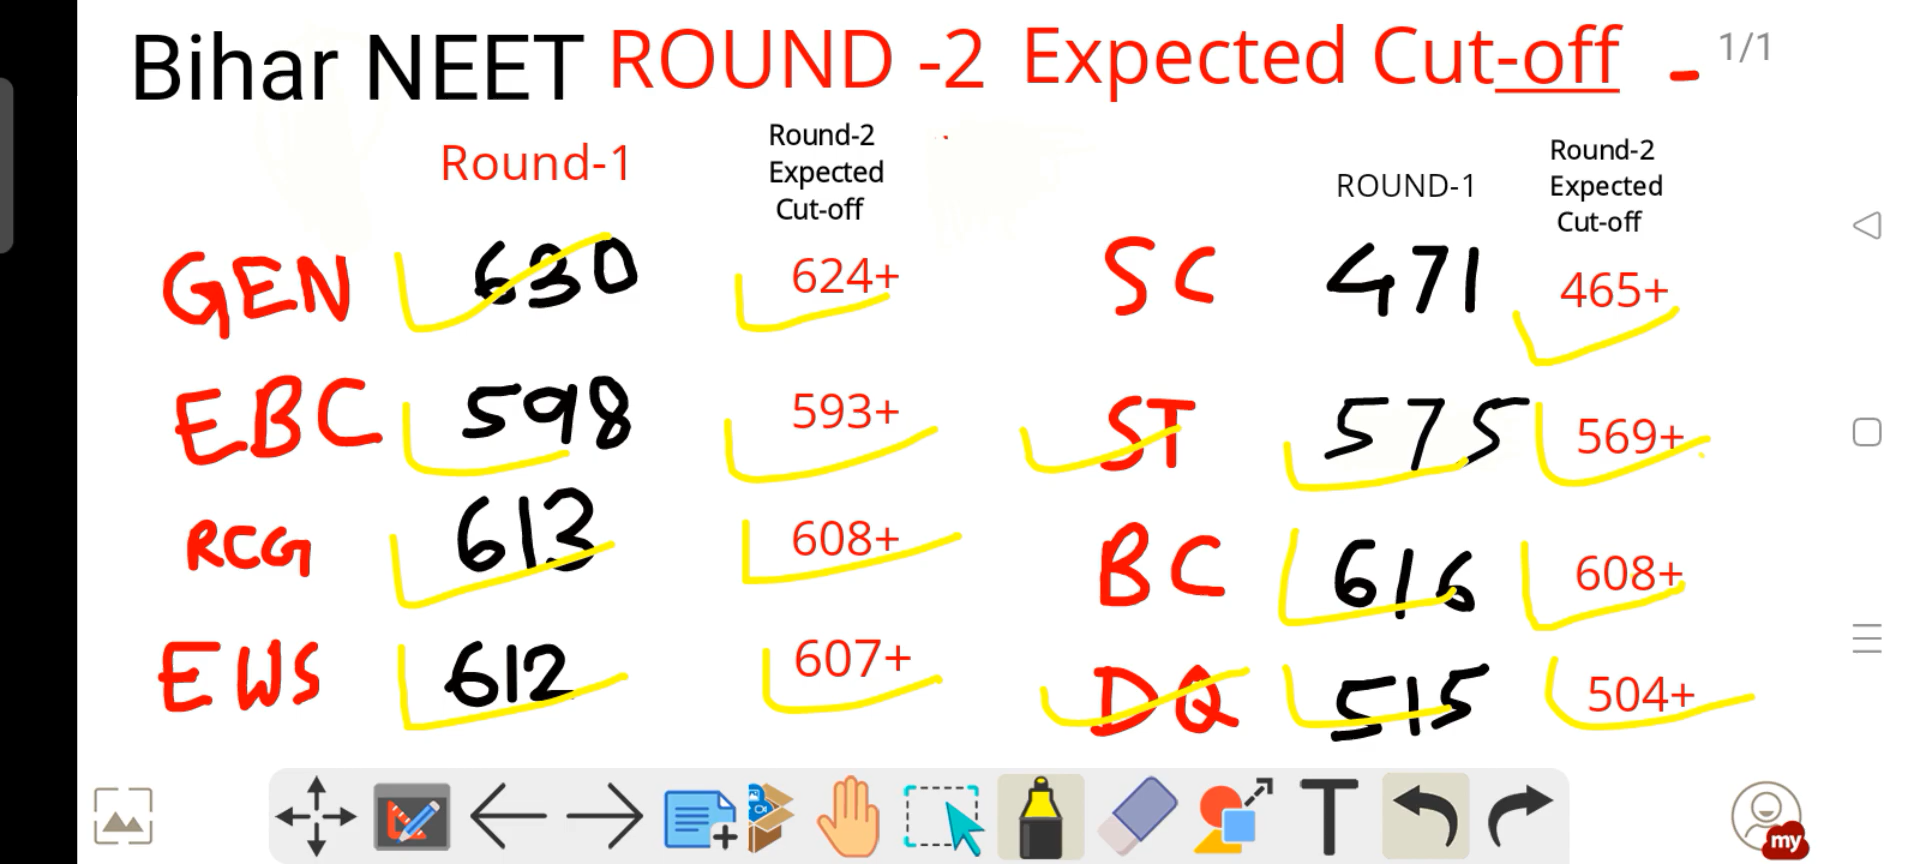 Bihar NEET ROUND -2 Expected Cut-off - 1/1
Round-1
Round-2
Expected
Cut-off
ROUND-1
Round-2
Expected
Cut-off
GEN 630 624+ SC 471 465+
EBC 598 593+ ST 575 569+
RCG 613 608+ BC 616 608+
EWS 612 607+ DQ 515 504+
T
my